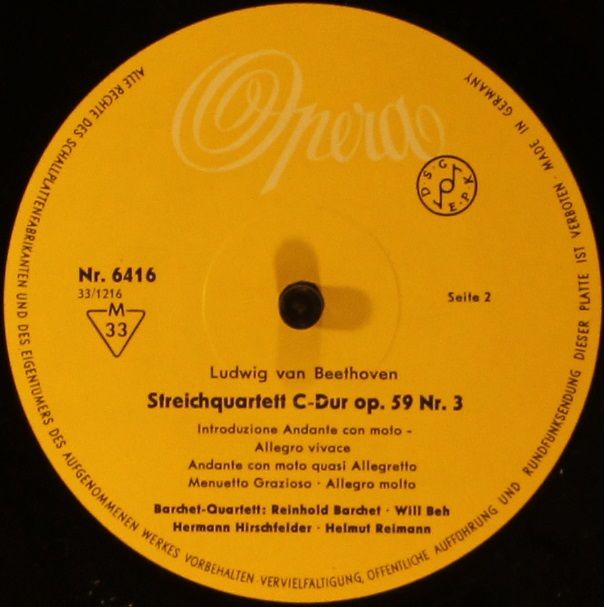 Opera
D·S·G·E·P·K
Nr. 6416
33/1216
M
33
Seite 2
Ludwig van Beethoven
Streichquartett C-Dur op. 59 Nr. 3
Introduzione Andante con moto -
Allegro vivace
Andante con moto quasi Allegretto
Menuetto Grazioso · Allegro molto
Barchet-Quartett: Reinhold Barchet · Will Beh
Hermann Hirschfelder · Helmut Reimann
ALLE RECHTE DES SCHALLPLATTENFABRIKANTEN UND DES EIGENTÜMERS DES AUFGENOMMENEN WERKES VORBEHALTEN · VERVIELFÄLTIGUNG, ÖFFENTLICHE AUFFÜHRUNG UND RUNDFUNKSENDUNG DIESER PLATTE IST VERBOTEN · MADE IN GERMANY